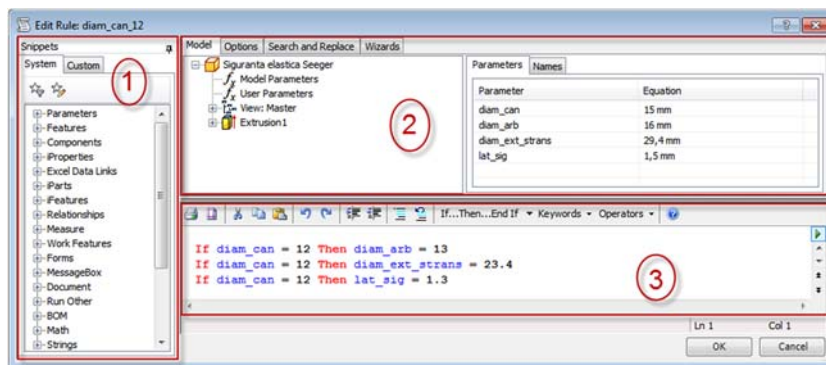 Edit Rule: diam_can_12
Snippets
System Custom
1
Parameters
Features
Components
iProperties
Excel Data Links
iParts
iFeatures
Relationships
Measure
Work Features
Forms
MessageBox
Document
Run Other
BOM
Math
Strings
Model Options Search and Replace Wizards
Siguranta elastica Seeger
fx Model Parameters
fx User Parameters
View: Master
Extrusion1
2
Parameters Names
Parameter Equation
diam_can 15 mm
diam_arb 16 mm
diam_ext_strans 29,4 mm
lat_sig 1,5 mm
If...Then...End If Keywords Operators
If diam_can = 12 Then diam_arb = 13
If diam_can = 12 Then diam_ext_strans = 23.4
If diam_can = 12 Then lat_sig = 1.3
3
Ln 1 Col 1
OK Cancel